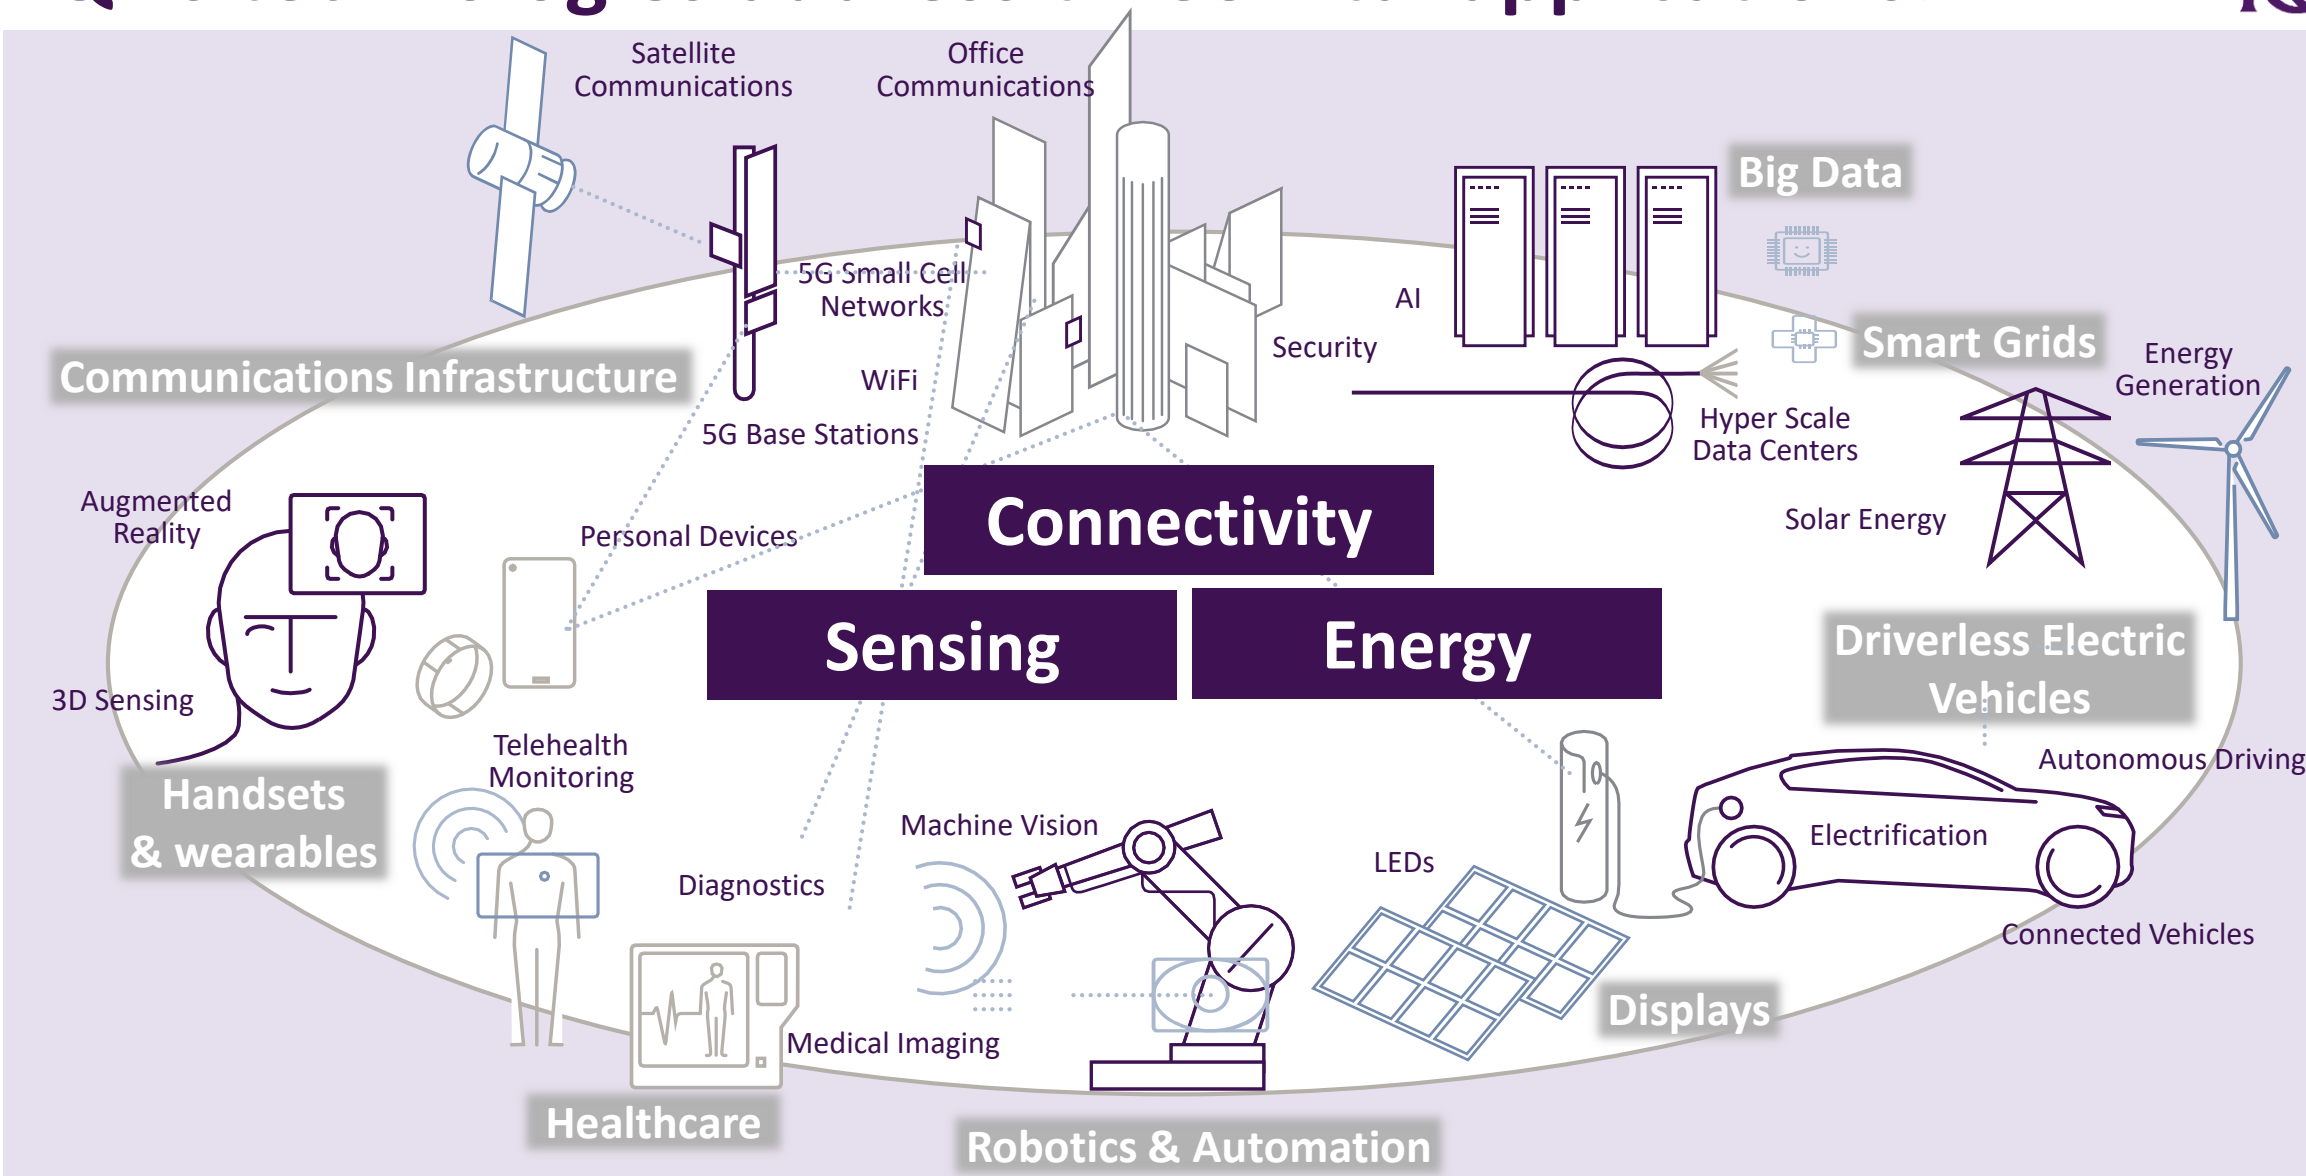 Satellite
Communications
Office
Communications
Big Data
5G Small Cell
Networks
AI
Security
Smart Grids
Energy
Generation
Communications Infrastructure
WiFi
5G Base Stations
Hyper Scale
Data Centers
Augmented
Reality
Personal Devices
Connectivity
Solar Energy
Sensing
Energy
Driverless Electric
Vehicles
3D Sensing
Telehealth
Monitoring
Handsets
& wearables
Autonomous Driving
Machine Vision
Electrification
LEDs
Diagnostics
Connected Vehicles
Displays
Medical Imaging
Healthcare
Robotics & Automation